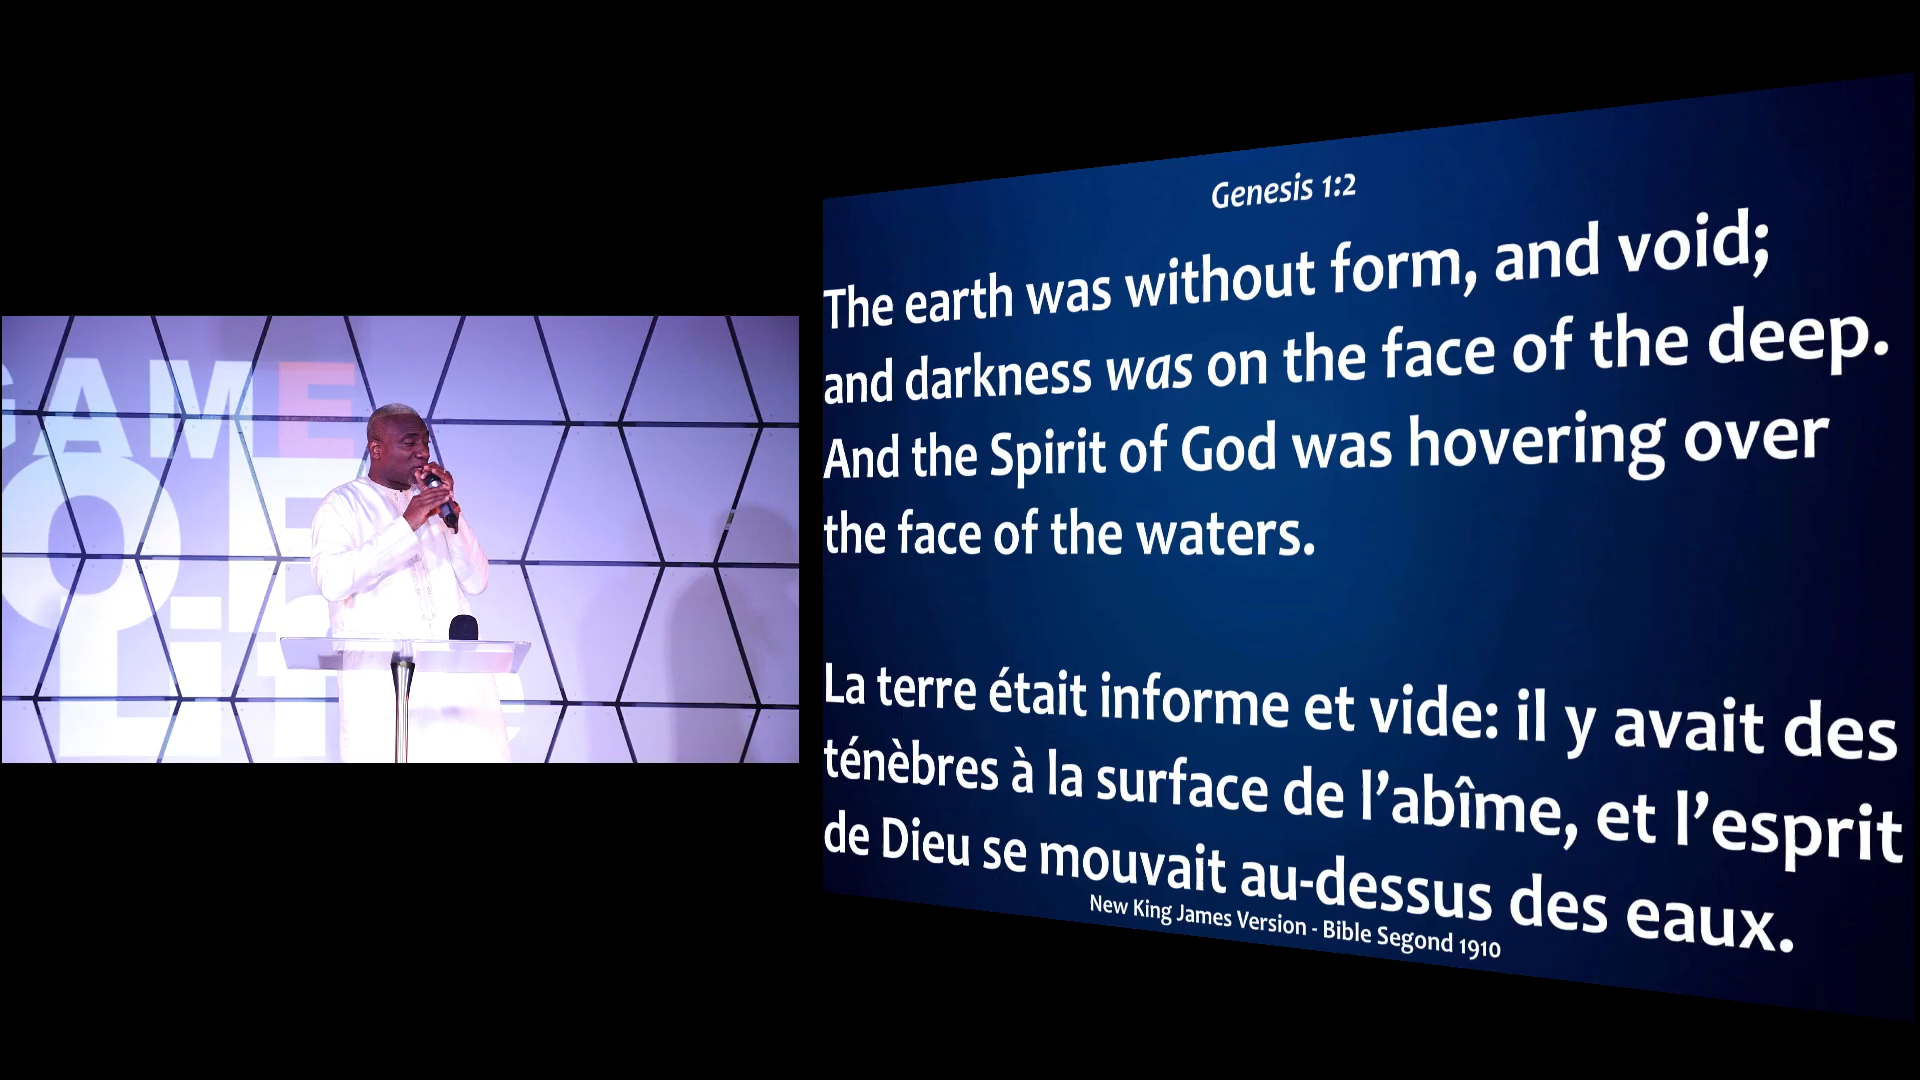 GAME
OF
Life
Genesis 1:2
The earth was without form, and void;
and darkness was on the face of the deep.
And the Spirit of God was hovering over
the face of the waters.
La terre était informe et vide: il y avait des
ténèbres à la surface de l’abîme, et l’esprit
de Dieu se mouvait au-dessus des eaux.
New King James Version - Bible Segond 1910